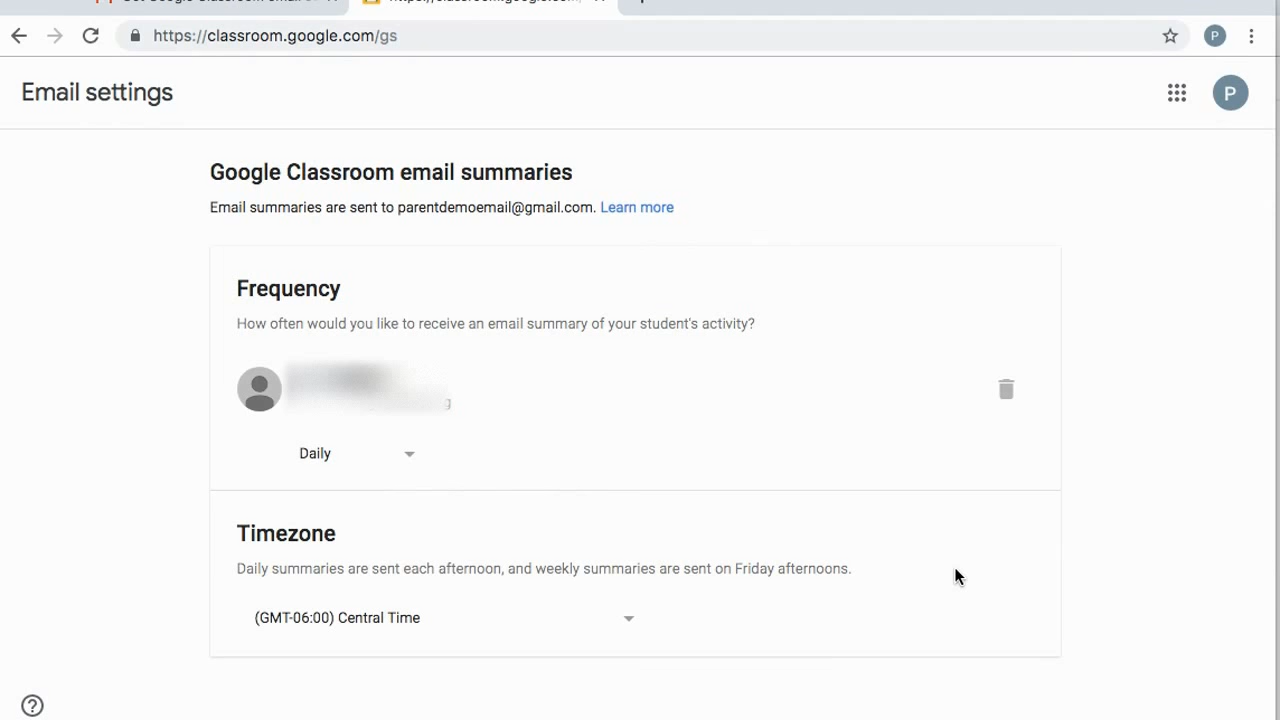 https://classroom.google.com/gs
P
Email settings
P
Google Classroom email summaries
Email summaries are sent to parentdemoemail@gmail.com. Learn more
Frequency
How often would you like to receive an email summary of your student's activity?
g
Daily
Timezone
Daily summaries are sent each afternoon, and weekly summaries are sent on Friday afternoons.
(GMT-06:00) Central Time
?